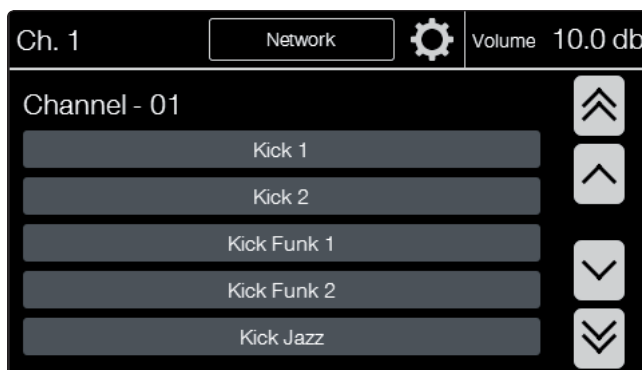 Ch. 1 Network Volume 10.0 db
Channel - 01
Kick 1
Kick 2
Kick Funk 1
Kick Funk 2
Kick Jazz